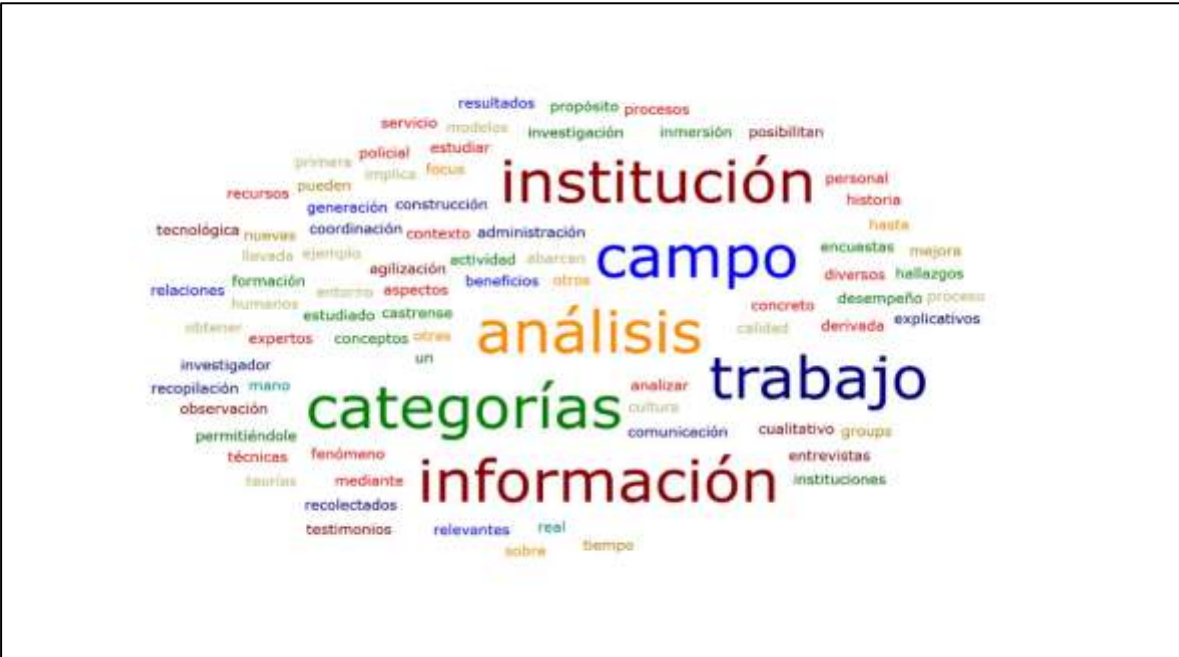 resultados propósito procesos
servicio modelos investigación inmersión posibilitan
primera policial estudiar
implica focus
institución personal
recursos pueden historia
generación construcción
tecnológica nuevas coordinación contexto administración hasta
llevada ejemplo actividad abarcan campo encuestas mejora
agilización
relaciones formación beneficios otros diversos hallazgos
humanos entorno aspectos concreto desempeño proceso
estudiado castrense calidad derivada explicativos
obtener expertos conceptos otras análisis
un
investigador trabajo
recopilación mano analizar
observación categorías cultura
permitiéndole comunicación cualitativo groups
técnicas fenómeno entrevistas
teorías mediante información instituciones
recolectados
testimonios relevantes real
sobre tiempo